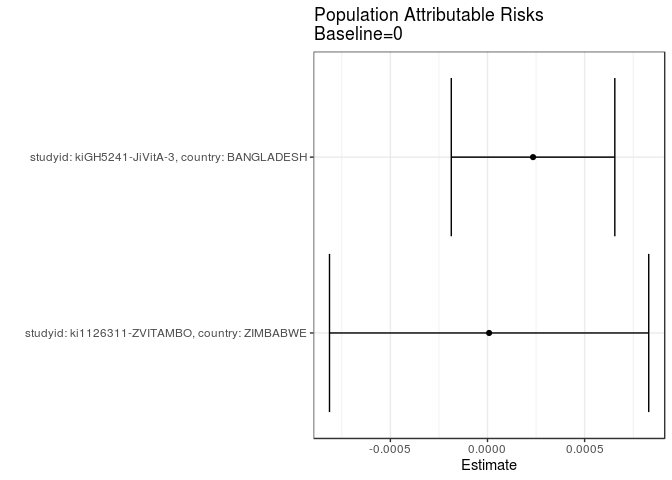 Population Attributable Risks
Baseline=0
studyid: kiGH5241-JiVitA-3, country: BANGLADESH
studyid: ki1126311-ZVITAMBO, country: ZIMBABWE
-0.0005 0.0000 0.0005
Estimate